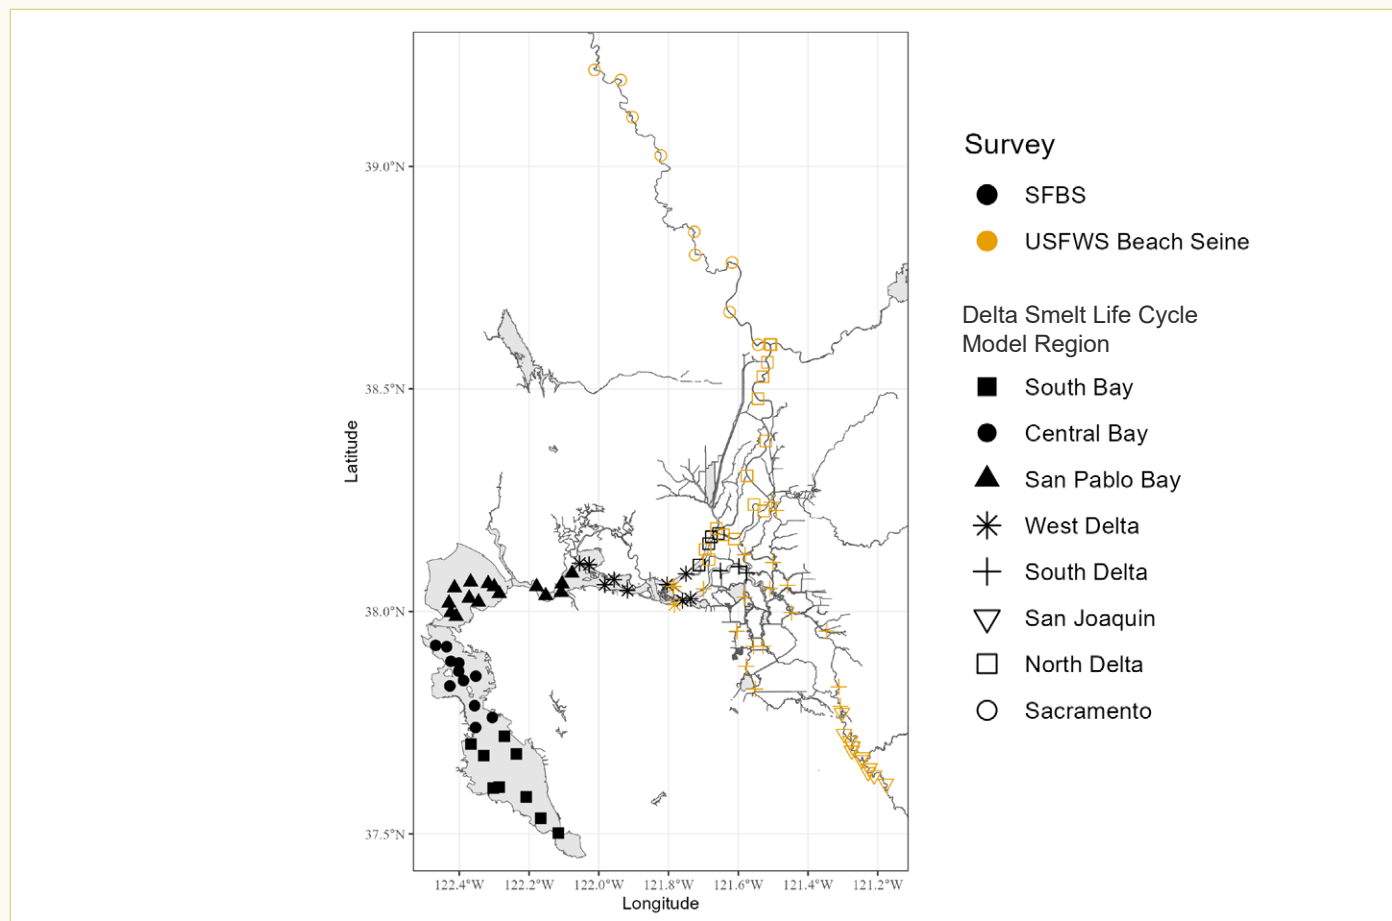 Survey
SFBS
USFWS Beach Seine
Delta Smelt Life Cycle
Model Region
South Bay
Central Bay
San Pablo Bay
West Delta
South Delta
San Joaquin
North Delta
Sacramento
Latitude
39.0°N
38.5°N
38.0°N
37.5°N
122.4°W 122.2°W 122.0°W 121.8°W 121.6°W 121.4°W 121.2°W
Longitude